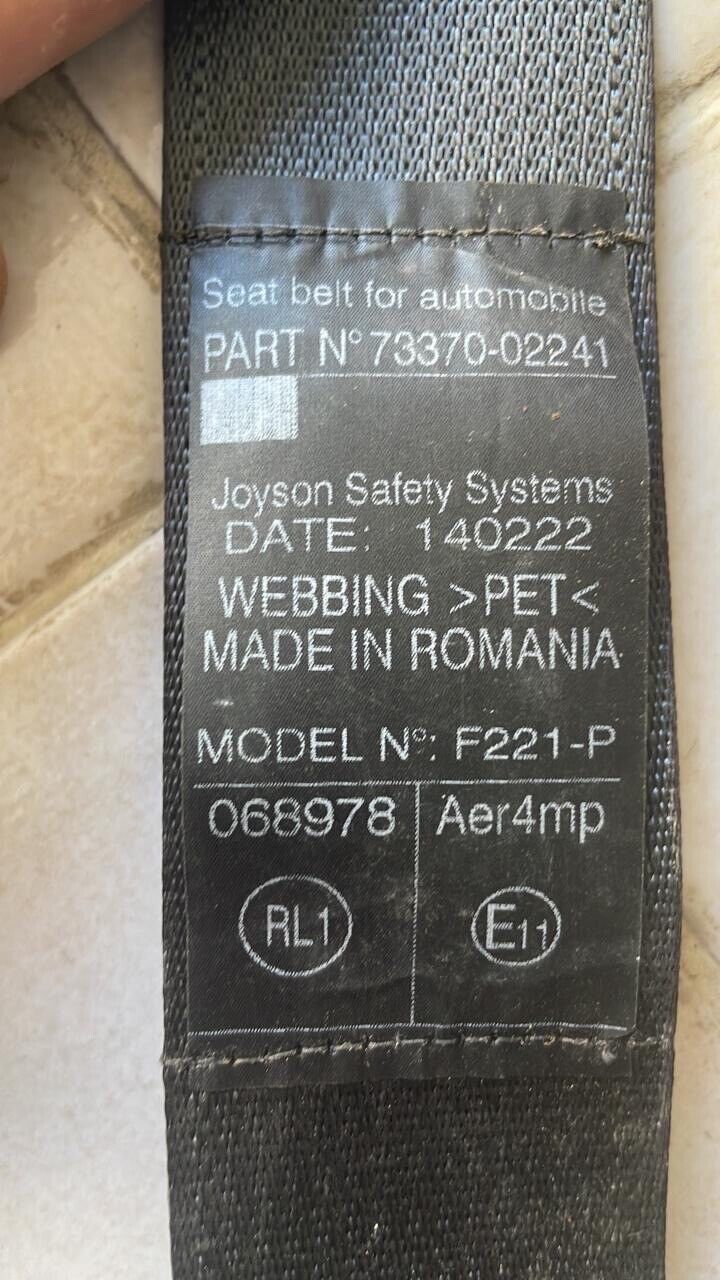 Seat belt for automobile
PART N° 73370-02241
Joyson Safety Systems
DATE: 140222
WEBBING >PET<
MADE IN ROMANIA
MODEL N°: F221-P
068978 Aer4mp
RL1 E11